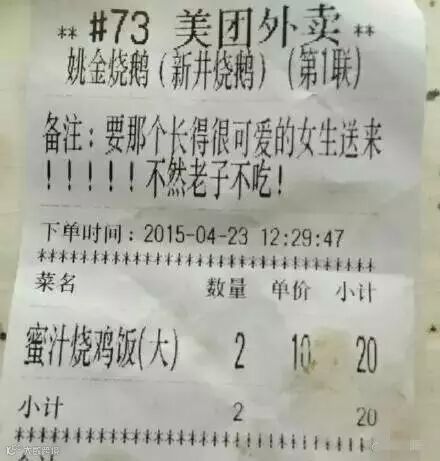 ** #73 美团外卖 **
姚金烧鹅（新井烧鹅）（第1联）
备注：要那个长得很可爱的女生送来
！！！！！不然老子不吃！
下单时间：2015-04-23 12:29:47
************************************
菜名 数量 单价 小计
蜜汁烧鸡饭(大) 2 10 20
小计 2 20
************************************